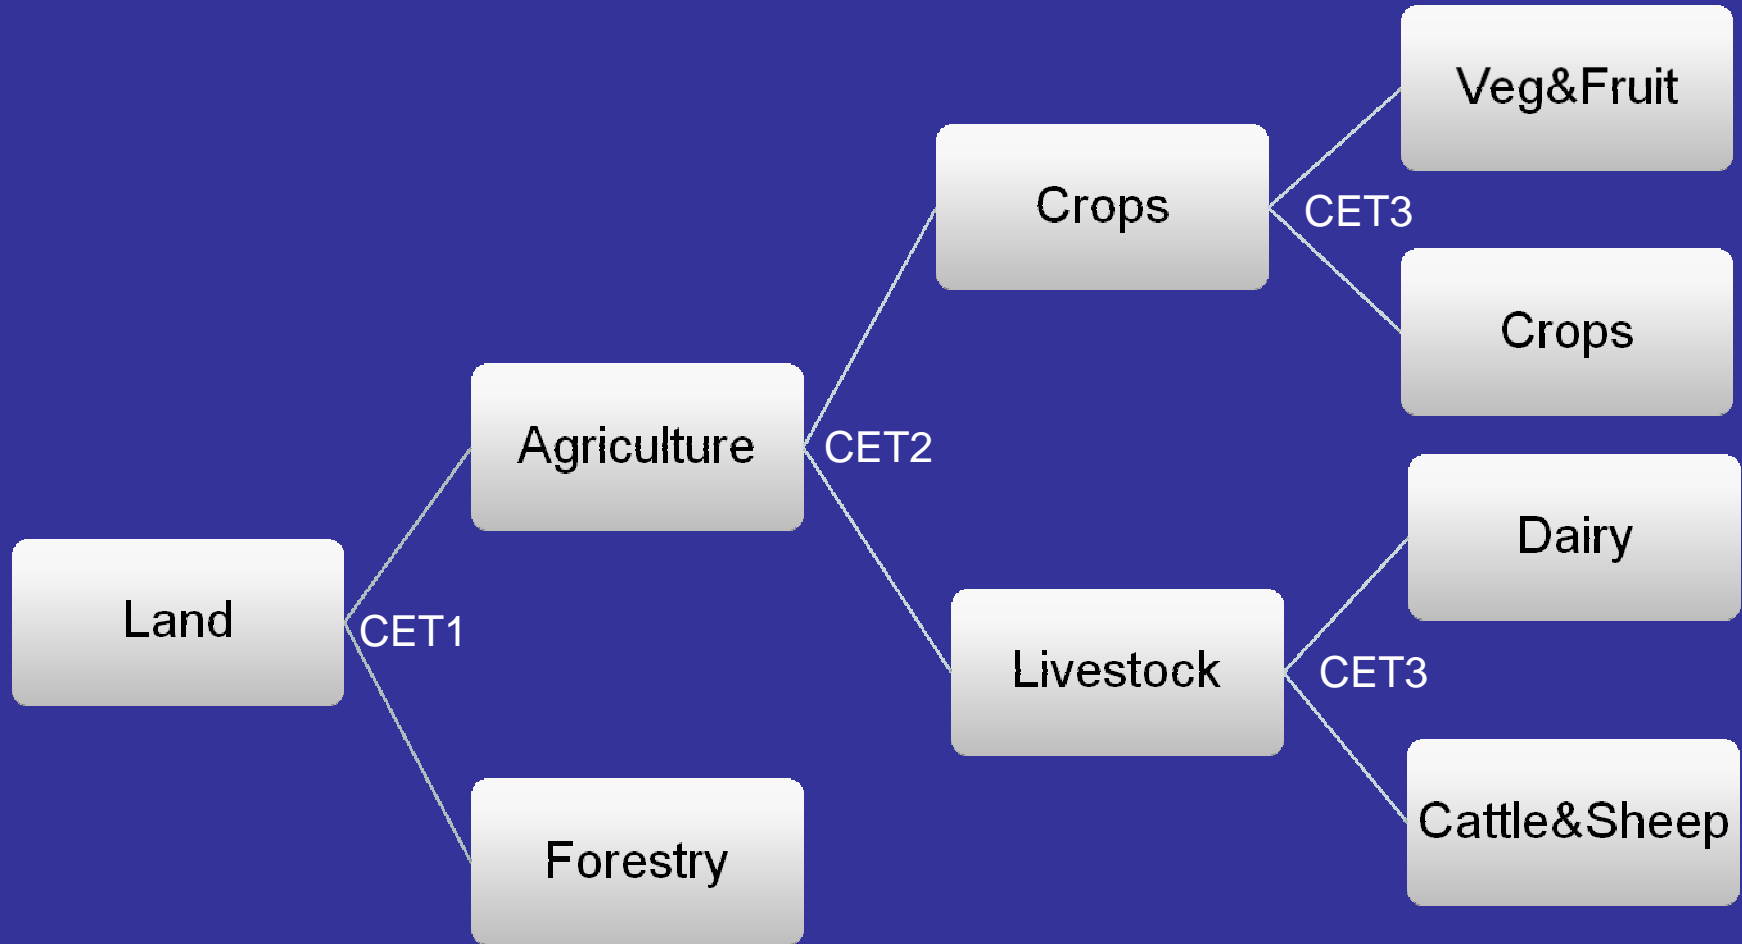 Veg&Fruit
Crops
CET3
Crops
Agriculture
CET2
Dairy
Land
CET1
Livestock
CET3
Cattle&Sheep
Forestry